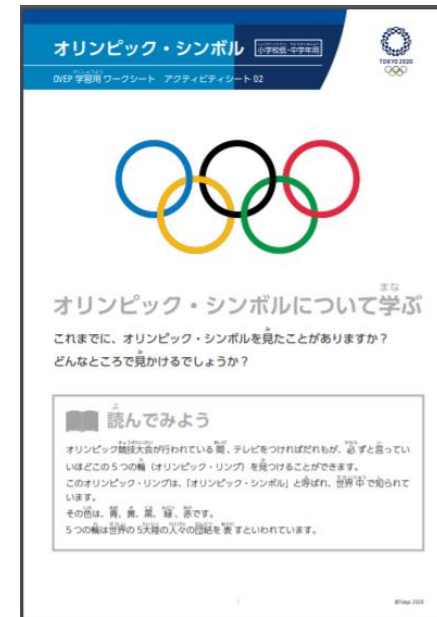 オリンピック・シンボル 小学校低-中学年用
OVEP 学習用 ワークシート アクティビティシート 02
TOKYO 2020
オリンピック・シンボルについて学ぶ
これまでに、オリンピック・シンボルを見たことがありますか？
どんなところで見かけるでしょうか？
読んでみよう
オリンピック競技大会が行われている間、テレビをつければだれもが、必ずと言ってい
いほどこの5つの輪（オリンピック・リング）を見つけることができます。
このオリンピック・リングは、「オリンピック・シンボル」と呼ばれ、世界中で知られて
います。
その色は、青、黄、黒、緑、赤です。
5つの輪は世界の5大陸の人々の団結を表すといわれています。
1
©Tokyo 2020